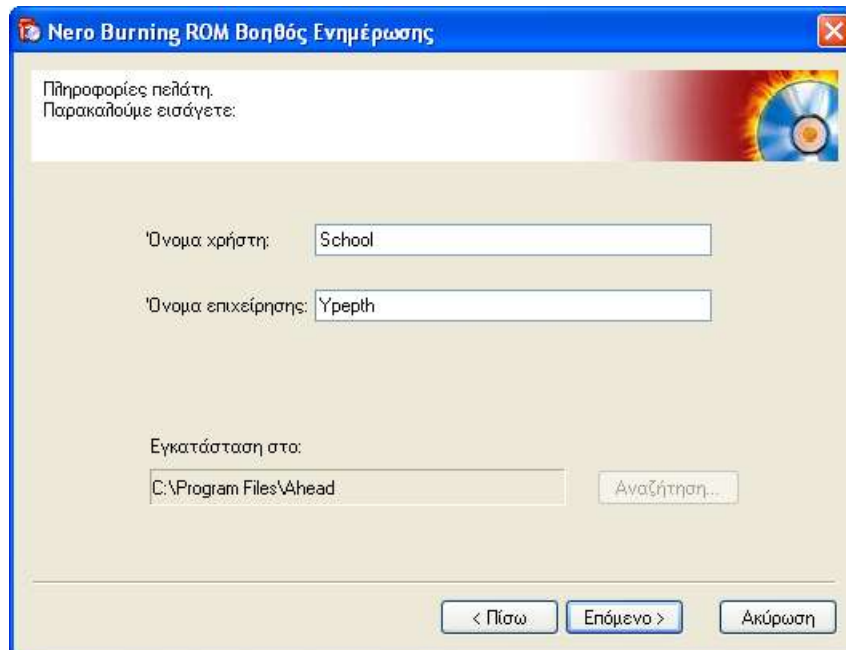 Nero Burning ROM Βοηθός Ενημέρωσης
Πληροφορίες πελάτη.
Παρακαλούμε εισάγετε:
Όνομα χρήστη: School
Όνομα επιχείρησης: Ypepth
Εγκατάσταση στο:
C:\Program Files\Ahead Αναζήτηση...
< Πίσω Επόμενο > Ακύρωση